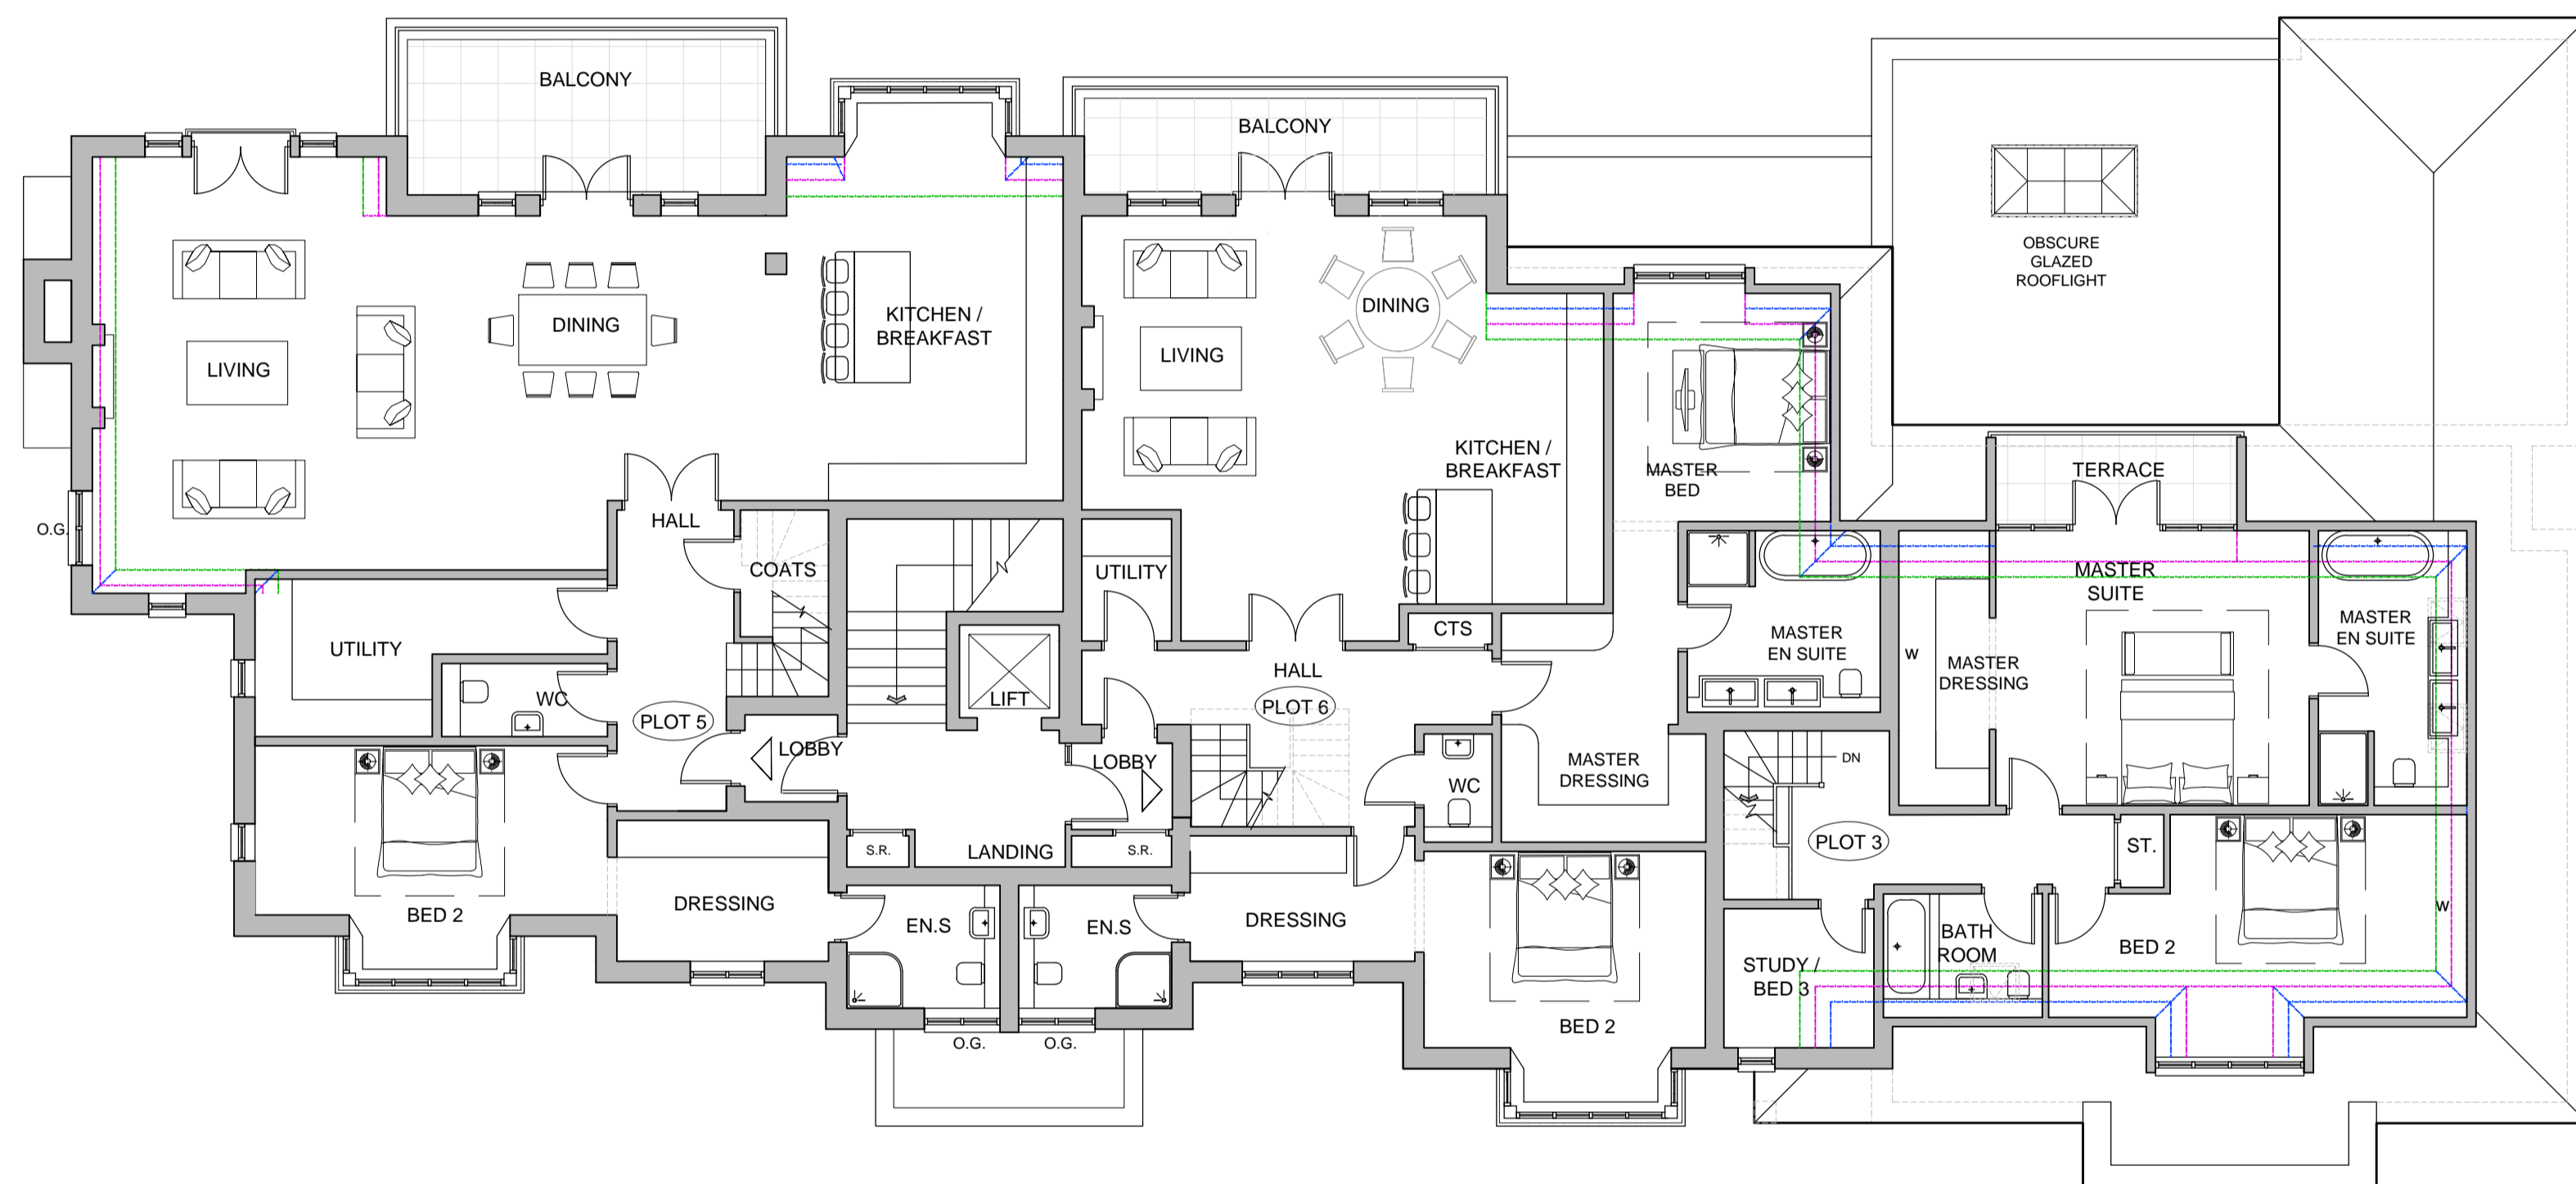 BALCONY
BALCONY
OBSCURE
GLAZED
ROOFLIGHT
LIVING
DINING
KITCHEN /
BREAKFAST
LIVING
DINING
KITCHEN /
BREAKFAST
MASTER
BED
TERRACE
O.G.
HALL
COATS
UTILITY
UTILITY
WC
PLOT 5
LOBBY
LIFT
LOBBY
HALL
PLOT 6
CTS
MASTER
EN SUITE
W
MASTER
DRESSING
MASTER
SUITE
MASTER
EN SUITE
MASTER
DRESSING
WC
DN
PLOT 3
ST.
BED 2
DRESSING
S.R.
LANDING
S.R.
EN.S
EN.S
DRESSING
BED 2
STUDY /
BED 3
BATH
ROOM
BED 2
W
O.G.
O.G.